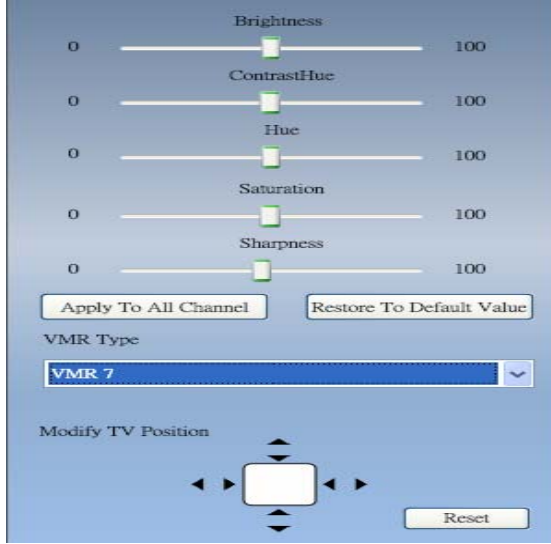 Brightness
0 100
ContrastHue
0 100
Hue
0 100
Saturation
0 100
Sharpness
0 100
Apply To All Channel Restore To Default Value
VMR Type
VMR 7
Modify TV Position
Reset